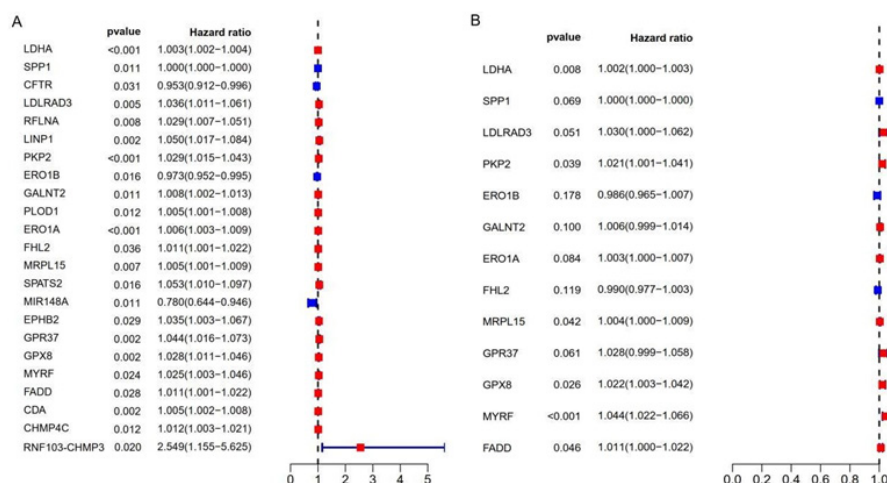 A
pvalue Hazard ratio
LDHA <0.001 1.003(1.002−1.004)
SPP1 0.011 1.000(1.000−1.000)
CFTR 0.031 0.953(0.912−0.996)
LDLRAD3 0.005 1.036(1.011−1.061)
RFLNA 0.008 1.029(1.007−1.051)
LINP1 0.002 1.050(1.017−1.084)
PKP2 <0.001 1.029(1.015−1.043)
ERO1B 0.016 0.973(0.952−0.995)
GALNT2 0.011 1.008(1.002−1.013)
PLOD1 0.012 1.005(1.001−1.008)
ERO1A <0.001 1.006(1.003−1.009)
FHL2 0.036 1.011(1.001−1.022)
MRPL15 0.007 1.005(1.001−1.009)
SPATS2 0.016 1.053(1.010−1.097)
MIR148A 0.011 0.780(0.644−0.946)
EPHB2 0.029 1.035(1.003−1.067)
GPR37 0.002 1.044(1.016−1.073)
GPX8 0.002 1.028(1.011−1.046)
MYRF 0.024 1.025(1.003−1.046)
FADD 0.028 1.011(1.001−1.022)
CDA 0.002 1.005(1.002−1.008)
CHMP4C 0.012 1.012(1.003−1.021)
RNF103-CHMP3 0.020 2.549(1.155−5.625)
0 1 2 3 4 5
B
pvalue Hazard ratio
LDHA 0.008 1.002(1.000−1.003)
SPP1 0.069 1.000(1.000−1.000)
LDLRAD3 0.051 1.030(1.000−1.062)
PKP2 0.039 1.021(1.001−1.041)
ERO1B 0.178 0.986(0.965−1.007)
GALNT2 0.100 1.006(0.999−1.014)
ERO1A 0.084 1.003(1.000−1.007)
FHL2 0.119 0.990(0.977−1.003)
MRPL15 0.042 1.004(1.000−1.009)
GPR37 0.061 1.028(0.999−1.058)
GPX8 0.026 1.022(1.003−1.042)
MYRF <0.001 1.044(1.022−1.066)
FADD 0.046 1.011(1.000−1.022)
0.0 0.2 0.4 0.6 0.8 1.0